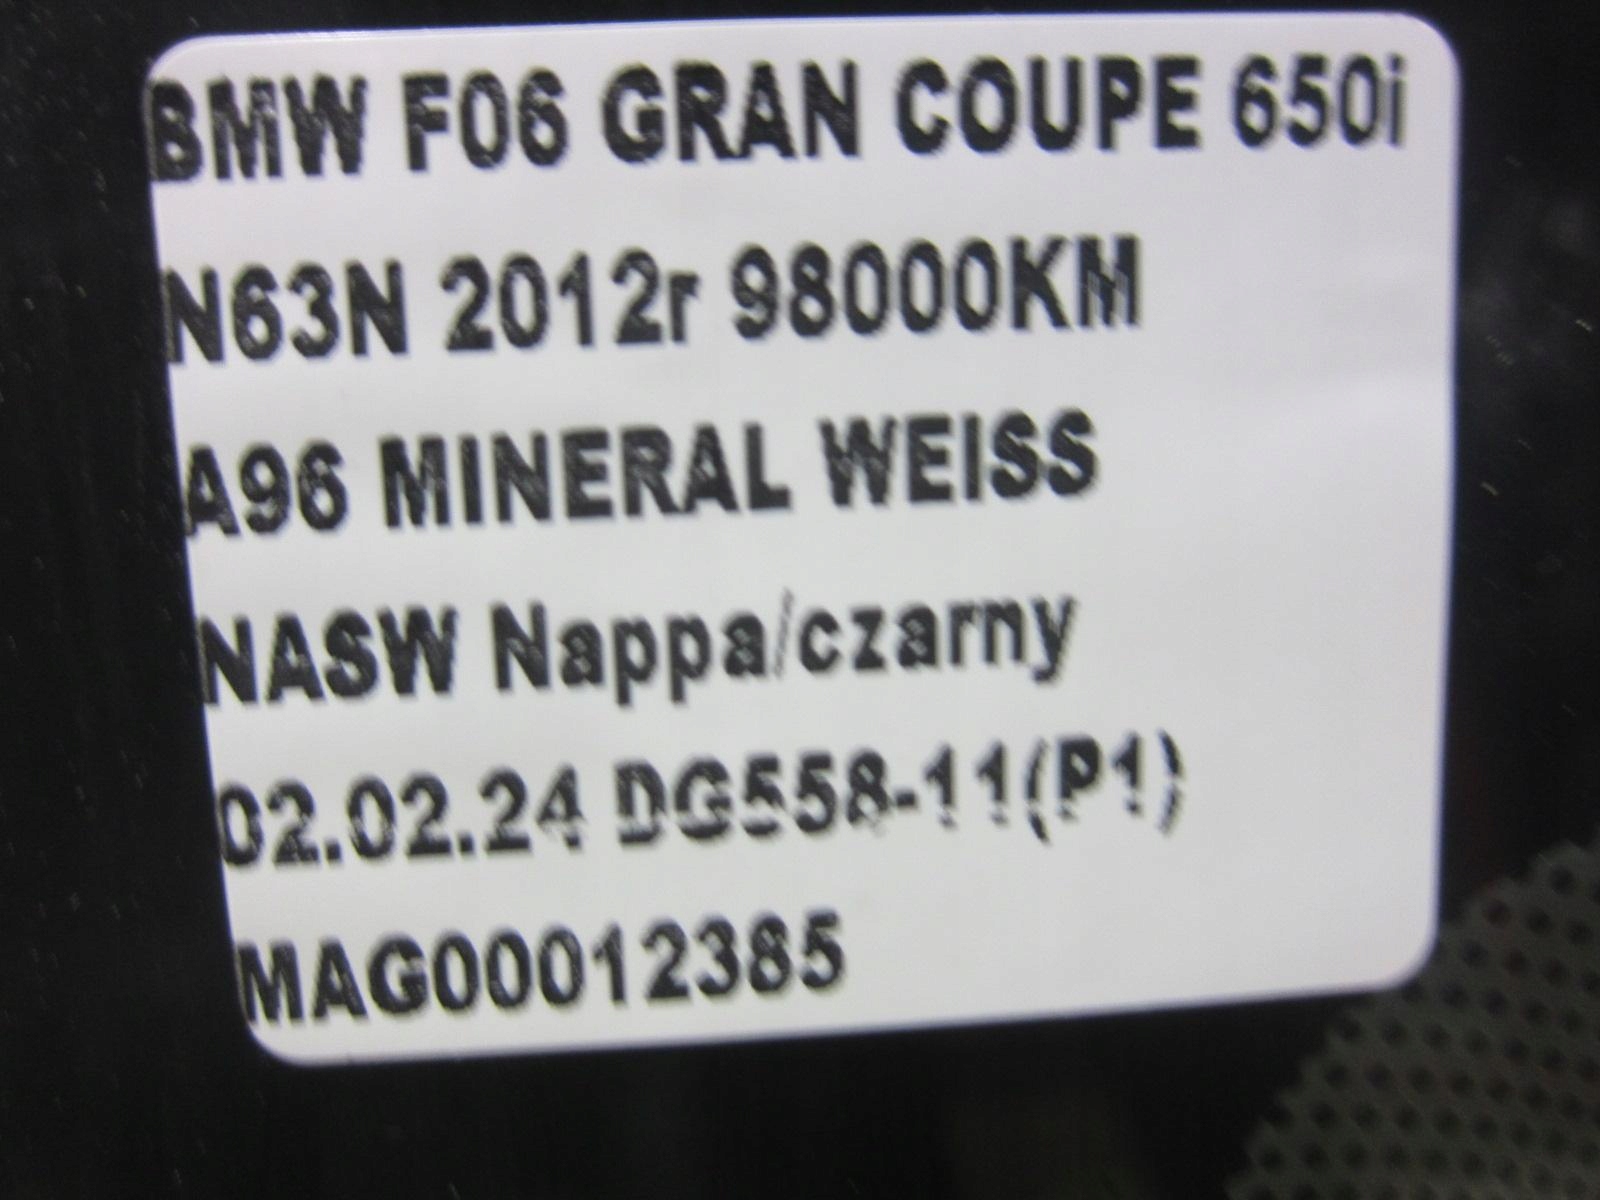 BMW F06 GRAN COUPE 650i
N63N 2012r 98000KM
A96 MINERAL WEISS
NASW Nappa/czarny
02.02.24 DG558-11(P1)
MAG00012385